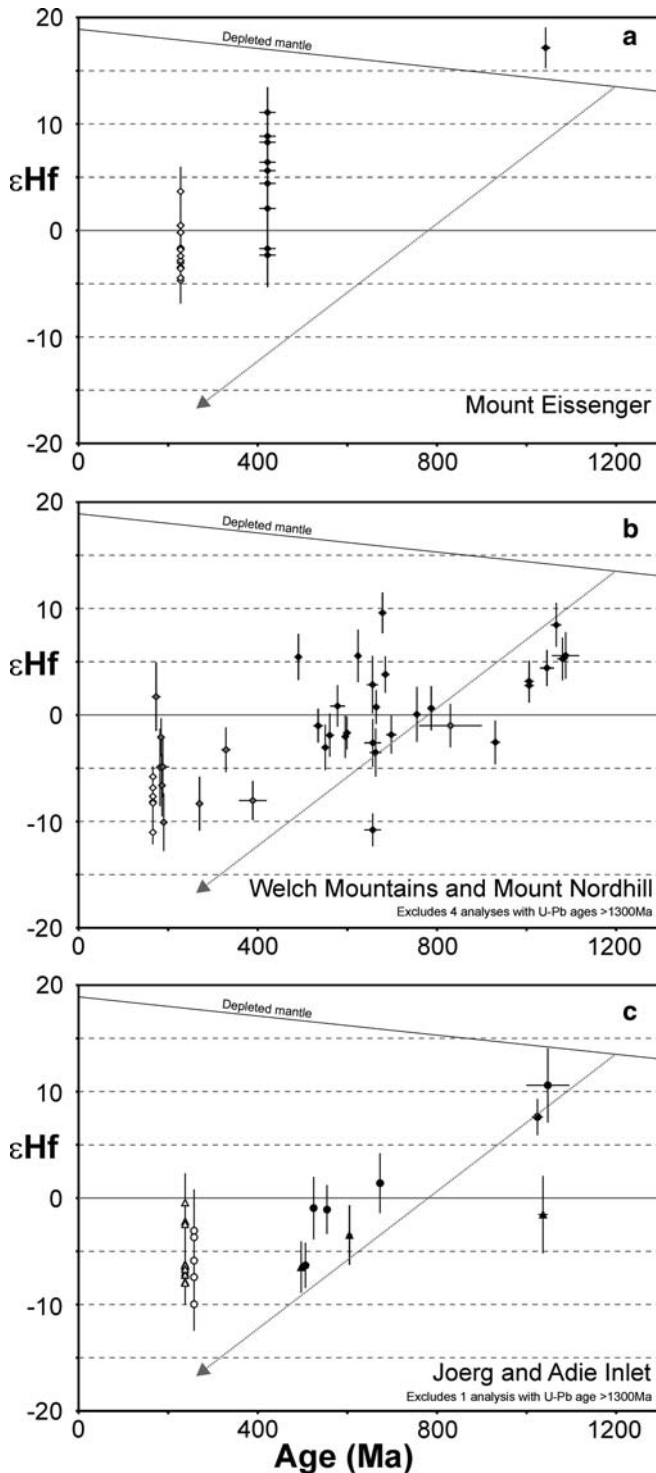 20
Depleted mantle
a
10
εHf
0
-10
Mount Eissenger
-20
0
400
800
1200
20
Depleted mantle
b
10
εHf
0
-10
Welch Mountains and Mount Nordhill
Excludes 4 analyses with U-Pb ages >1300Ma
-20
0
400
800
1200
20
Depleted mantle
c
10
εHf
0
-10
Joerg and Adie Inlet
Excludes 1 analysis with U-Pb age >1300Ma
-20
0
400
800
1200
Age (Ma)